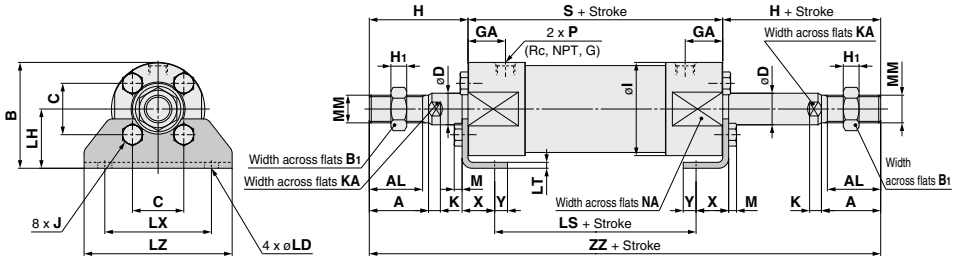 H
S + Stroke
H + Stroke
GA
2 x P
(Rc, NPT, G)
GA
Width across flats KA
H1
øD
øI
øD
H1
MM
MM
B
C
LH
Width across flats B1
Width across flats KA
8 x J
C
LX
LZ
4 x øLD
AL
A
K
M
X
Y
LT
Width across flats NA
LS + Stroke
Y
X
M
K
AL
A
Width
across flats B1
ZZ + Stroke